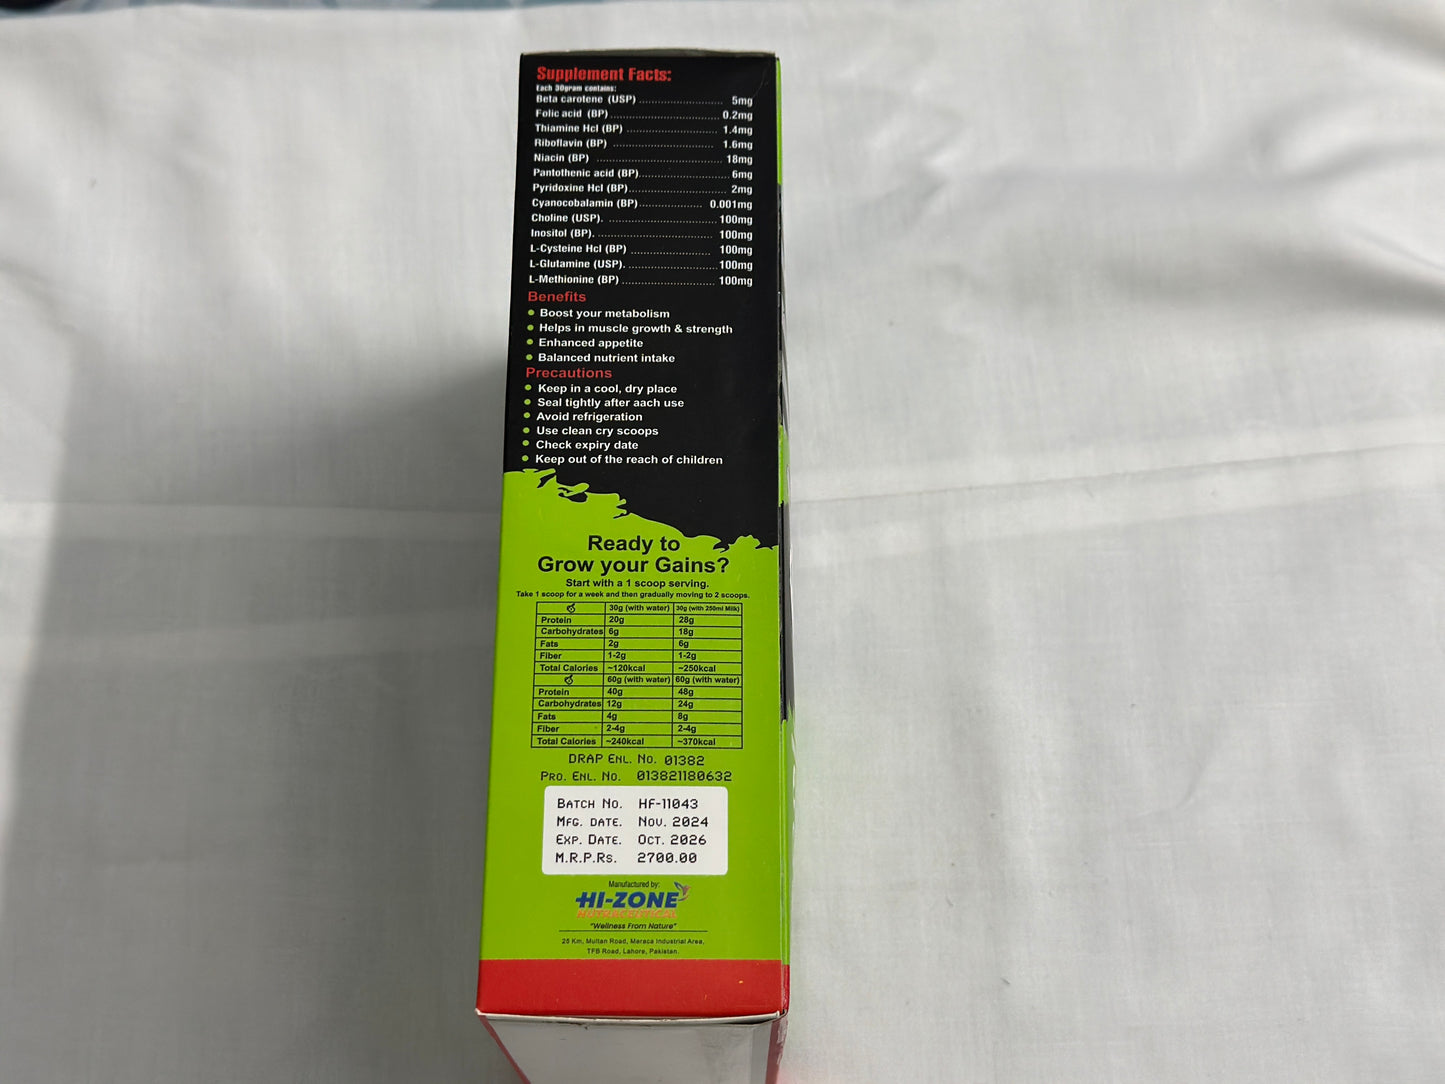 Supplement Facts:
Each 30gram contains:
Beta carotene (USP) ........................ 5mg
Folic acid (BP) ................................ 0.2mg
Thiamine Hcl (BP) ........................... 1.4mg
Riboflavin (BP) ............................... 1.6mg
Niacin (BP) .................................... 18mg
Pantothenic acid (BP) .......................... 6mg
Pyridoxine Hcl (BP) ............................ 2mg
Cyanocobalamin (BP) .................. 0.001mg
Choline (USP). ............................... 100mg
Inositol (BP). ................................. 100mg
L-Cysteine Hcl (BP) ....................... 100mg
L-Glutamine (USP). .......................... 100mg
L-Methionine (BP) ........................... 100mg
Benefits
Boost your metabolism
Helps in muscle growth & strength
Enhanced appetite
Balanced nutrient intake
Precautions
Keep in a cool, dry place
Seal tightly after aach use
Avoid refrigeration
Use clean cry scoops
Check expiry date
Keep out of the reach of children
Ready to
Grow your Gains?
Start with a 1 scoop serving.
Take 1 scoop for a week and then gradually moving to 2 scoops.
30g (with water) 30g (with 250ml Milk)
Protein 20g 28g
Carbohydrates 6g 18g
Fats 2g 6g
Fiber 1-2g 1-2g
Total Calories ~120kcal ~250kcal
60g (with water) 60g (with water)
Protein 40g 48g
Carbohydrates 12g 24g
Fats 4g 8g
Fiber 2-4g 2-4g
Total Calories ~240kcal ~370kcal
DRAP Enl. No. 01382
Pro. Enl. No. 013821180632
Batch No. HF-11043
Mfg. Date. Nov. 2024
Exp. Date. Oct. 2026
M.R.P.Rs. 2700.00
Manufactured by:
HI-ZONE
NUTRACEUTICAL
"Wellness From Nature"
25 Km, Multan Road, Maraca Industrial Area,
TFB Road, Lahore, Pakistan.